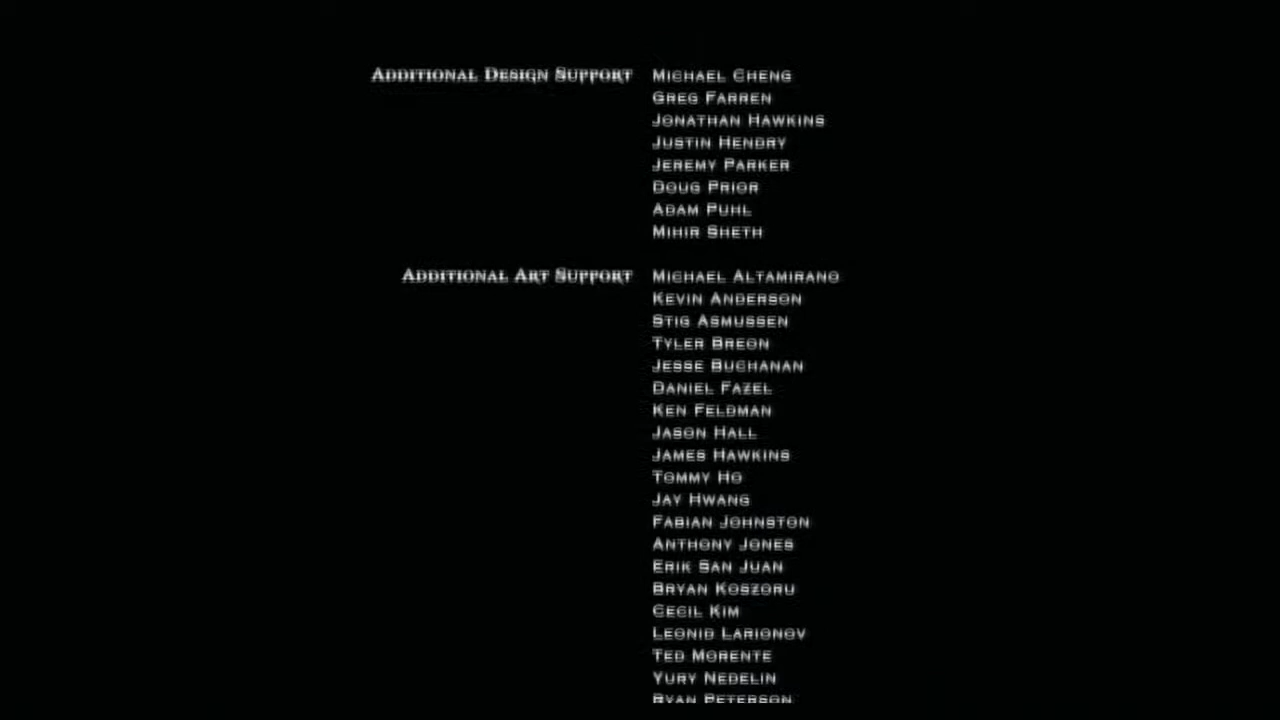 ADDITIONAL DESIGN SUPPORT MICHAEL CHENG
GREG FARREN
JONATHAN HAWKINS
JUSTIN HENDRY
JEREMY PARKER
DOUG PRIOR
ADAM PUHL
MIHIR SHETH
ADDITIONAL ART SUPPORT MICHAEL ALTAMIRANO
KEVIN ANDERSON
STIG ASMUSSEN
TYLER BREON
JESSE BUCHANAN
DANIEL FAZEL
KEN FELDMAN
JASON HALL
JAMES HAWKINS
TOMMY HO
JAY HWANG
FABIAN JOHNSTON
ANTHONY JONES
ERIK SAN JUAN
BRYAN KOSZORU
CECIL KIM
LEONID LARIONOV
TED MORENTE
YURY NEDELIN
RYAN PETERSON